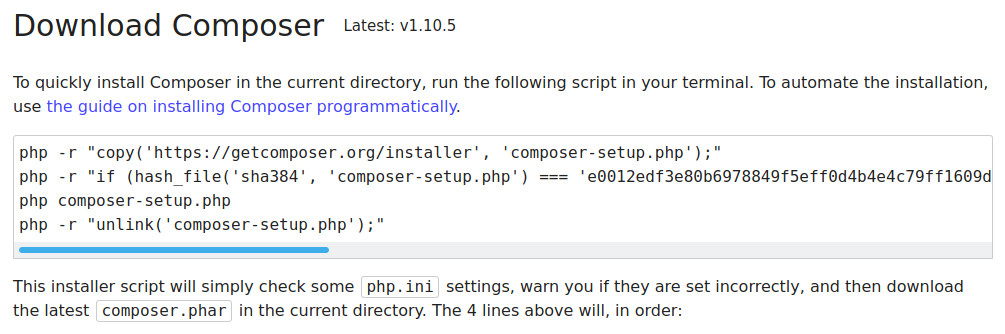 Download Composer Latest: v1.10.5
To quickly install Composer in the current directory, run the following script in your terminal. To automate the installation,
use the guide on installing Composer programmatically.
php -r "copy('https://getcomposer.org/installer', 'composer-setup.php');"
php -r "if (hash_file('sha384', 'composer-setup.php') === 'e0012edf3e80b6978849f5eff0d4b4e4c79ff1609d
php composer-setup.php
php -r "unlink('composer-setup.php');"
This installer script will simply check some php.ini settings, warn you if they are set incorrectly, and then download
the latest composer.phar in the current directory. The 4 lines above will, in order: